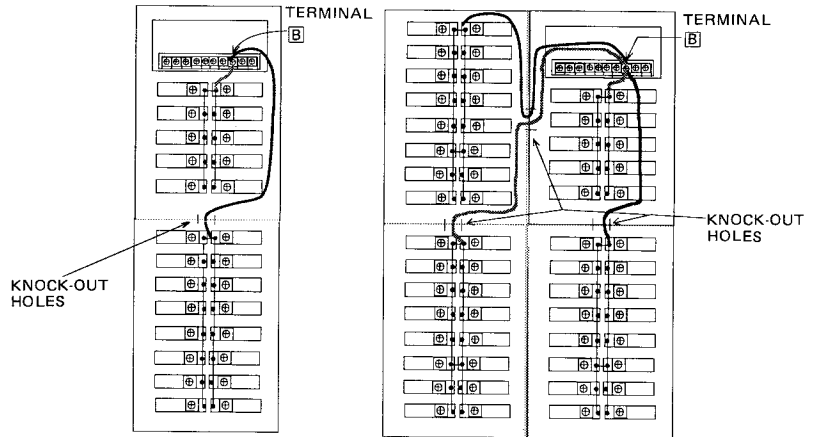 TERMINAL
B
KNOCK-OUT
HOLES
TERMINAL
B
KNOCK-OUT
HOLES